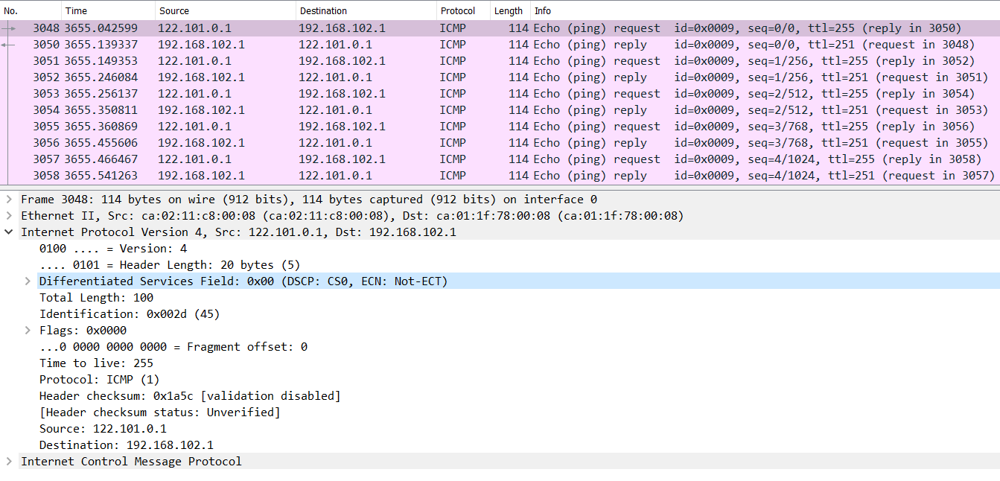 No. Time Source Destination Protocol Length Info
3048 3655.042599 122.101.0.1 192.168.102.1 ICMP 114 Echo (ping) request id=0x0009, seq=0/0, ttl=255 (reply in 3050)
3050 3655.139337 192.168.102.1 122.101.0.1 ICMP 114 Echo (ping) reply id=0x0009, seq=0/0, ttl=251 (request in 3048)
3051 3655.149353 122.101.0.1 192.168.102.1 ICMP 114 Echo (ping) request id=0x0009, seq=1/256, ttl=255 (reply in 3052)
3052 3655.246084 192.168.102.1 122.101.0.1 ICMP 114 Echo (ping) reply id=0x0009, seq=1/256, ttl=251 (request in 3051)
3053 3655.256137 122.101.0.1 192.168.102.1 ICMP 114 Echo (ping) request id=0x0009, seq=2/512, ttl=255 (reply in 3054)
3054 3655.350811 192.168.102.1 122.101.0.1 ICMP 114 Echo (ping) reply id=0x0009, seq=2/512, ttl=251 (request in 3053)
3055 3655.360869 122.101.0.1 192.168.102.1 ICMP 114 Echo (ping) request id=0x0009, seq=3/768, ttl=255 (reply in 3056)
3056 3655.455606 192.168.102.1 122.101.0.1 ICMP 114 Echo (ping) reply id=0x0009, seq=3/768, ttl=251 (request in 3055)
3057 3655.466467 122.101.0.1 192.168.102.1 ICMP 114 Echo (ping) request id=0x0009, seq=4/1024, ttl=255 (reply in 3058)
3058 3655.541263 192.168.102.1 122.101.0.1 ICMP 114 Echo (ping) reply id=0x0009, seq=4/1024, ttl=251 (request in 3057)
Frame 3048: 114 bytes on wire (912 bits), 114 bytes captured (912 bits) on interface 0
Ethernet II, Src: ca:02:11:c8:00:08 (ca:02:11:c8:00:08), Dst: ca:01:1f:78:00:08 (ca:01:1f:78:00:08)
Internet Protocol Version 4, Src: 122.101.0.1, Dst: 192.168.102.1
0100 .... = Version: 4
.... 0101 = Header Length: 20 bytes (5)
Differentiated Services Field: 0x00 (DSCP: CS0, ECN: Not-ECT)
Total Length: 100
Identification: 0x002d (45)
Flags: 0x0000
...0 0000 0000 0000 = Fragment offset: 0
Time to live: 255
Protocol: ICMP (1)
Header checksum: 0x1a5c [validation disabled]
[Header checksum status: Unverified]
Source: 122.101.0.1
Destination: 192.168.102.1
Internet Control Message Protocol